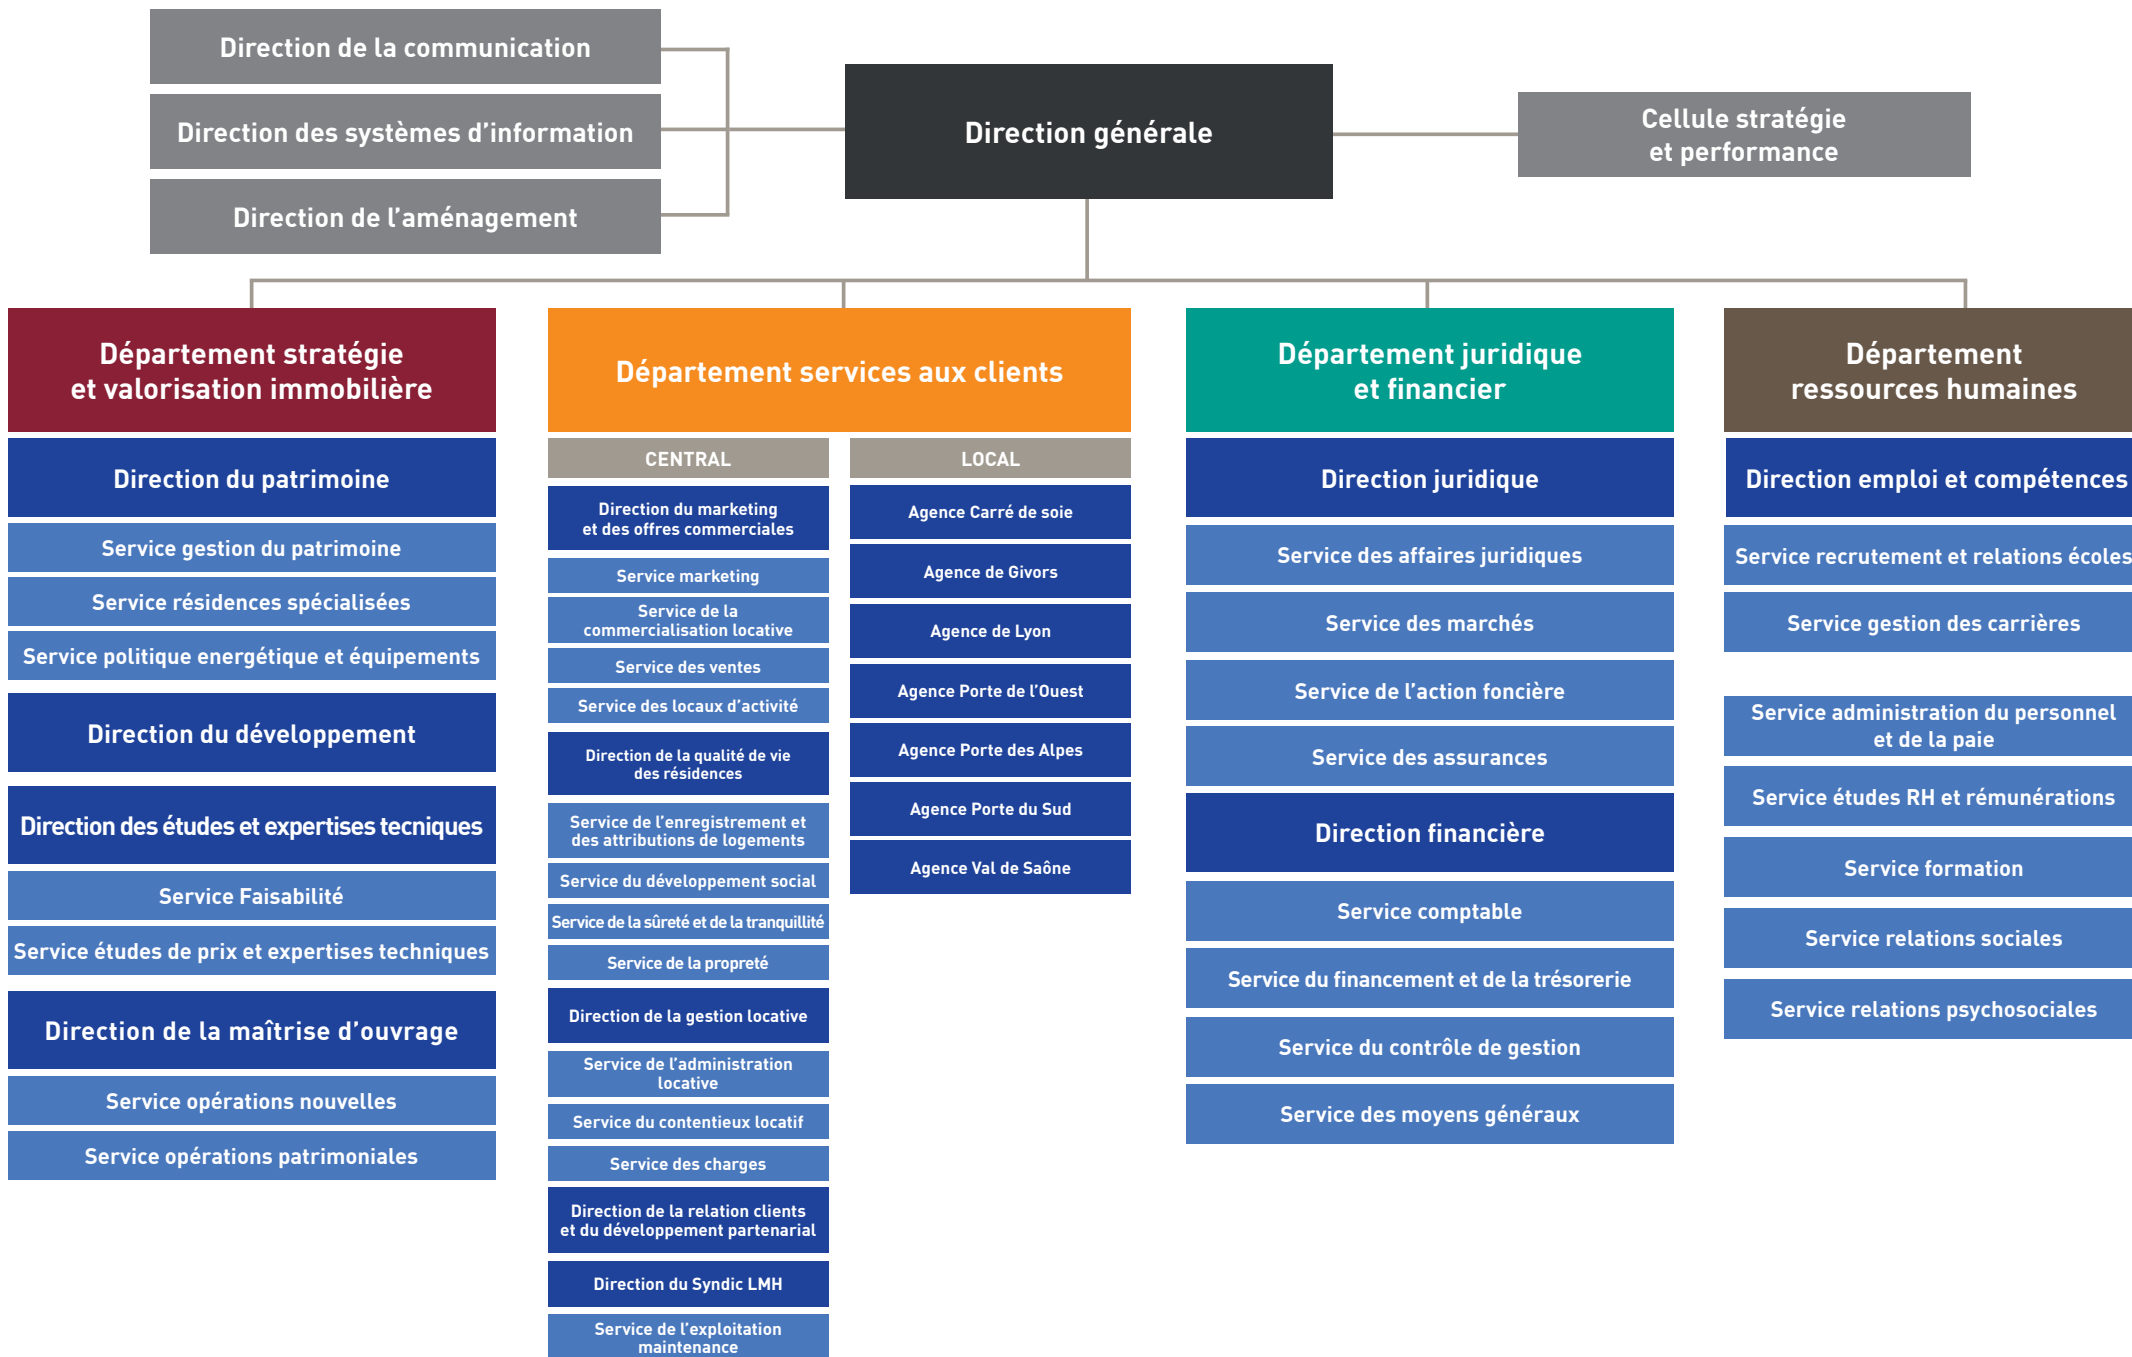 Direction de la communication
Direction des systèmes d’information
Direction de l’aménagement
Direction générale
Cellule stratégie
et performance
Département stratégie
et valorisation immobilière
Direction du patrimoine
Service gestion du patrimoine
Service résidences spécialisées
Service politique energétique et équipements
Direction du développement
Direction des études et expertises tecniques
Service Faisabilité
Service études de prix et expertises techniques
Direction de la maîtrise d’ouvrage
Service opérations nouvelles
Service opérations patrimoniales
Département services aux clients
CENTRAL
Direction du marketing
et des offres commerciales
Service marketing
Service de la
commercialisation locative
Service des ventes
Service des locaux d’activité
Direction de la qualité de vie
des résidences
Service de l’enregistrement et
des attributions de logements
Service du développement social
Service de la sûreté et de la tranquillité
Service de la propreté
Direction de la gestion locative
Service de l’administration
locative
Service du contentieux locatif
Service des charges
Direction de la relation clients
et du développement partenarial
Direction du Syndic LMH
Service de l’exploitation
maintenance
LOCAL
Agence Carré de soie
Agence de Givors
Agence de Lyon
Agence Porte de l’Ouest
Agence Porte des Alpes
Agence Porte du Sud
Agence Val de Saône
Département juridique
et financier
Direction juridique
Service des affaires juridiques
Service des marchés
Service de l’action foncière
Service des assurances
Direction financière
Service comptable
Service du financement et de la trésorerie
Service du contrôle de gestion
Service des moyens généraux
Département
ressources humaines
Direction emploi et compétences
Service recrutement et relations écoles
Service gestion des carrières
Service administration du personnel
et de la paie
Service études RH et rémunérations
Service formation
Service relations sociales
Service relations psychosociales